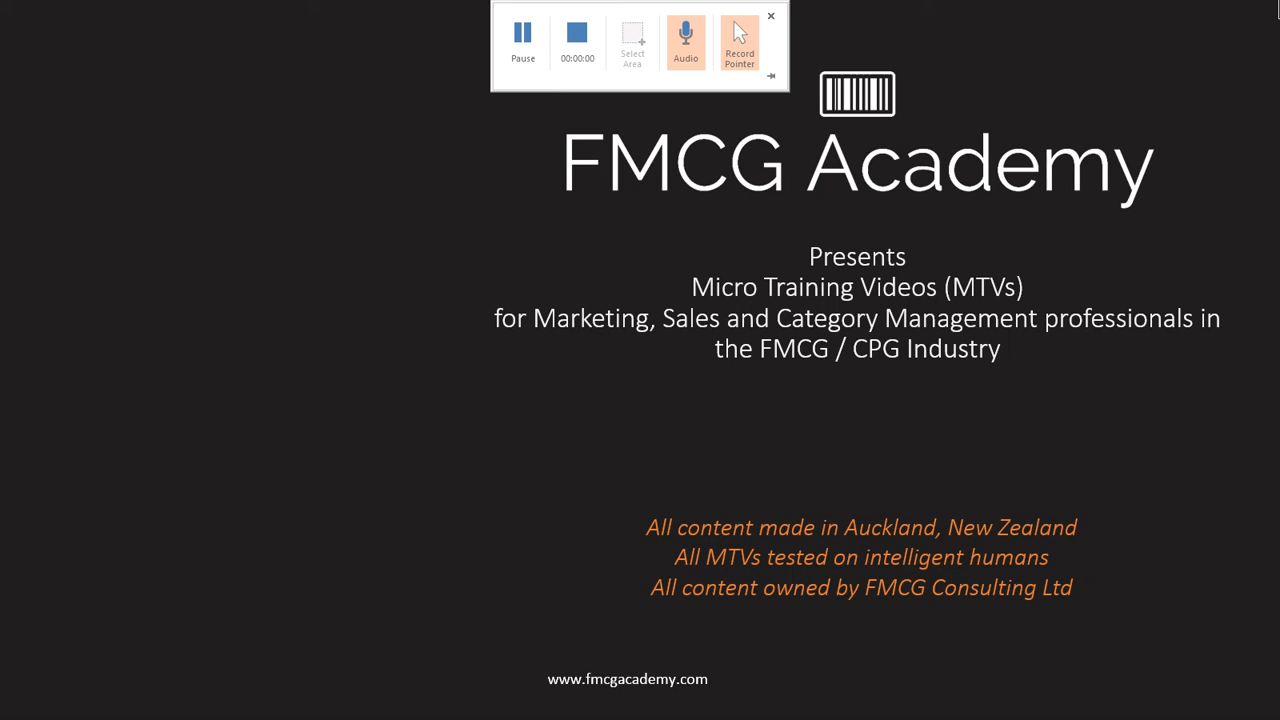 Pause
00:00:00
Select
Area
Audio
Record
Pointer
FMCG Academy
Presents
Micro Training Videos (MTVs)
for Marketing, Sales and Category Management professionals in
the FMCG / CPG Industry
All content made in Auckland, New Zealand
All MTVs tested on intelligent humans
All content owned by FMCG Consulting Ltd
www.fmcgacademy.com